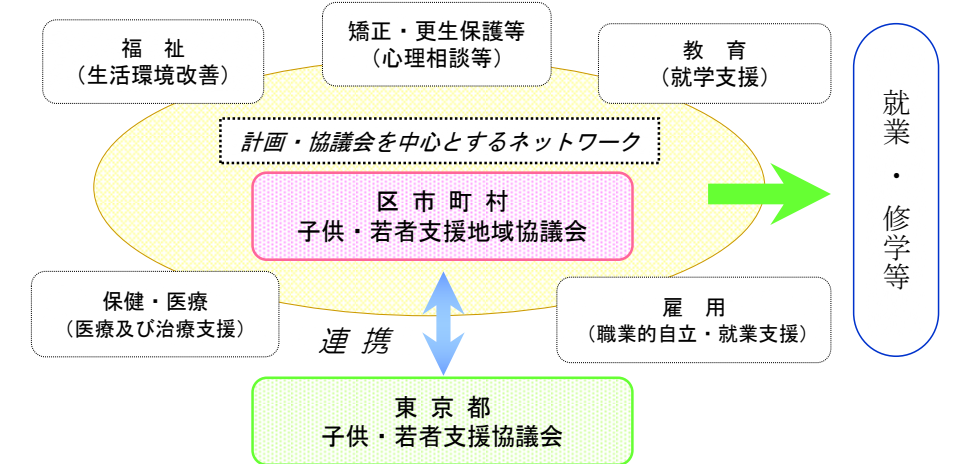 矯正・更生保護等
(心理相談等)
福 祉
(生活環境改善)
教 育
(就学支援)
計画・協議会を中心とするネットワーク
区 市 町 村
子供・若者支援地域協議会
就業・修学等
保健・医療
(医療及び治療支援)
雇 用
(職業的自立・就業支援)
連 携
東 京 都
子供・若者支援協議会